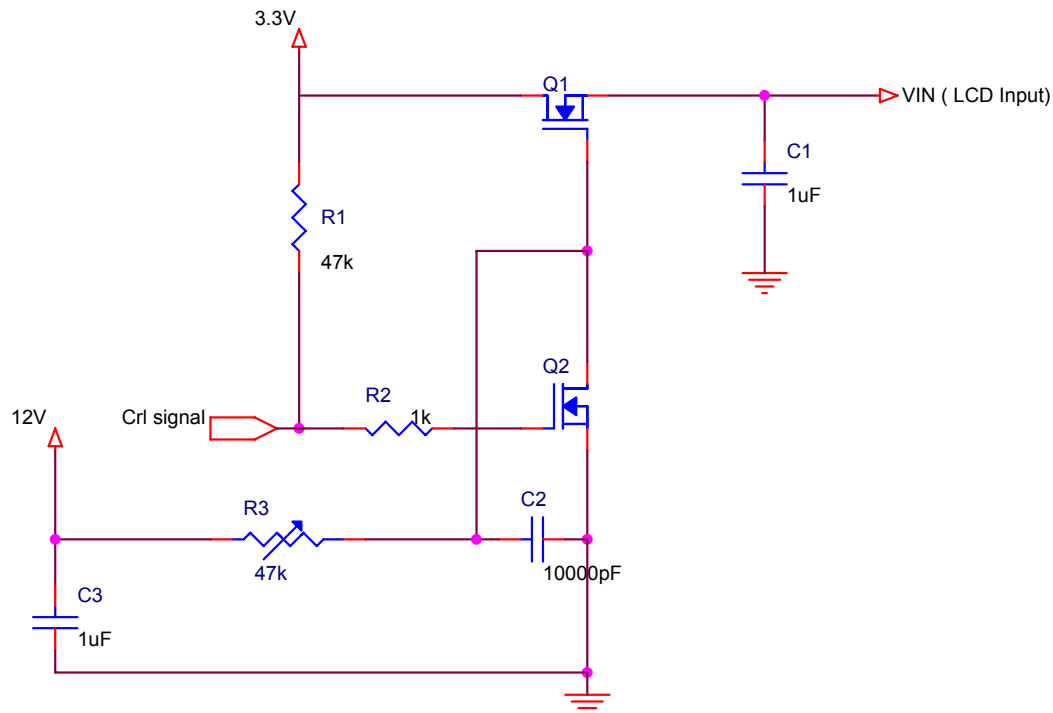 3.3V
Q1
VIN ( LCD Input)
C1
1uF
R1
47k
Q2
R2
1k
12V
Crl signal
R3
47k
C2
10000pF
C3
1uF